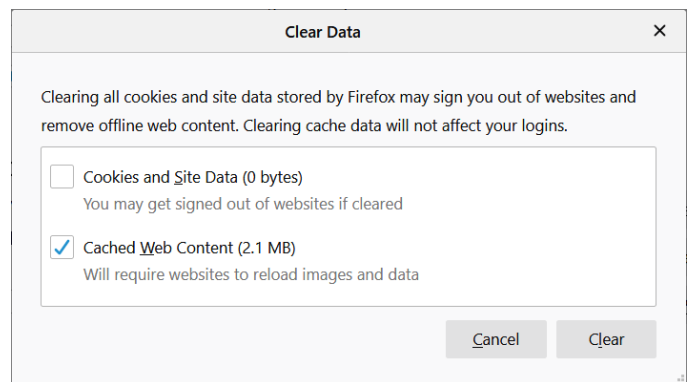 Clear Data
Clearing all cookies and site data stored by Firefox may sign you out of websites and
remove offline web content. Clearing cache data will not affect your logins.
Cookies and Site Data (0 bytes)
You may get signed out of websites if cleared
Cached Web Content (2.1 MB)
Will require websites to reload images and data
Cancel Clear